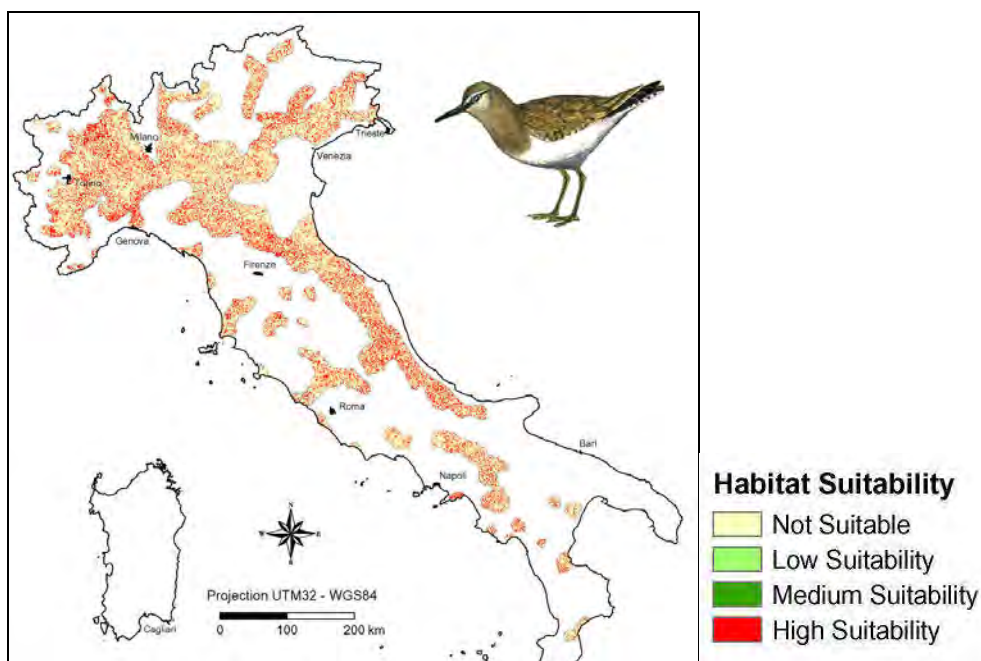 Milano
Trieste
Venezia
Torino
Genova
Firenze
Roma
Bari
Napoli
N
W
E
S
Projection UTM32 - WGS84
0 100 200 km
Cagliari
Habitat Suitability
Not Suitable
Low Suitability
Medium Suitability
High Suitability